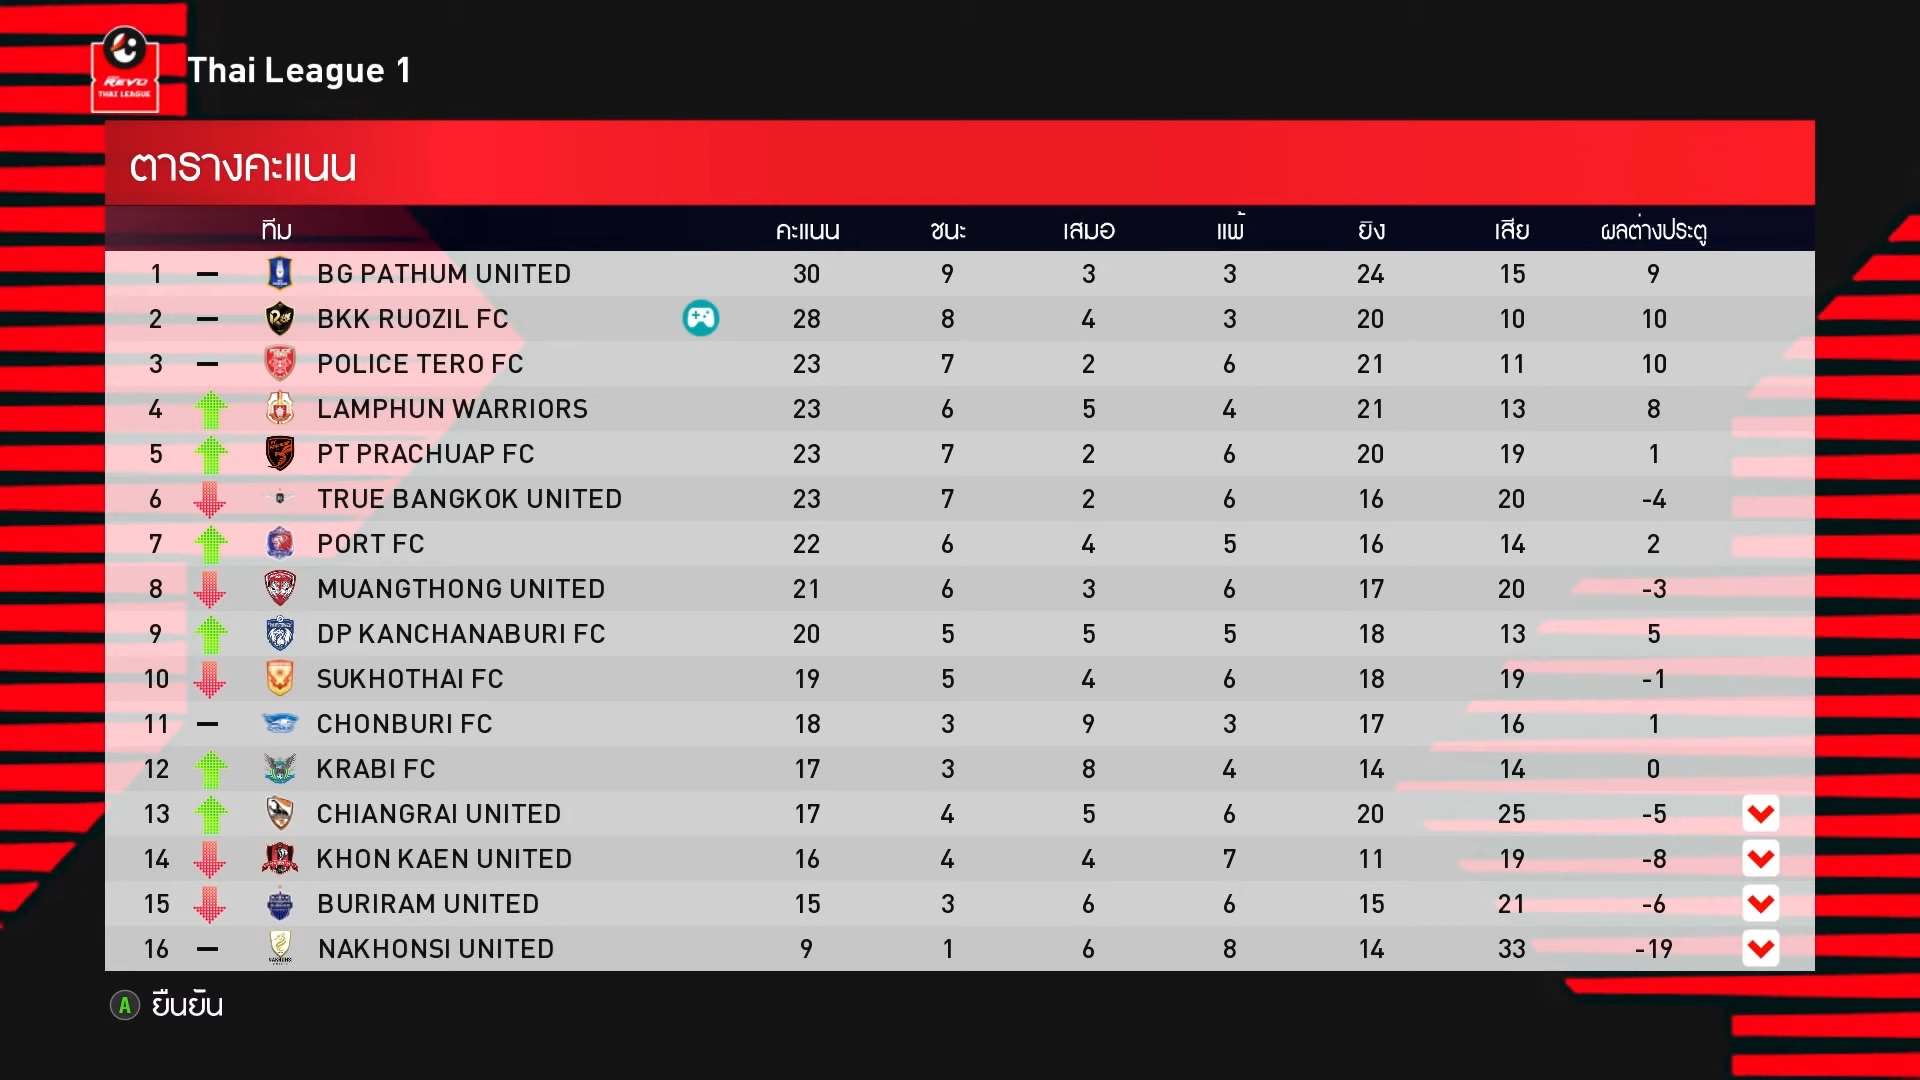 REVO
THAI LEAGUE
Thai League 1
ตารางคะแนน
ทีม คะแนน ชนะ เสมอ แพ้ ยิง เสีย ผลต่างประตู
1 – BG PATHUM UNITED 30 9 3 3 24 15 9
2 – BKK RUOZIL FC 28 8 4 3 20 10 10
3 – POLICE TERO FC 23 7 2 6 21 11 10
4 LAMPHUN WARRIORS 23 6 5 4 21 13 8
5 PT PRACHUAP FC 23 7 2 6 20 19 1
6 TRUE BANGKOK UNITED 23 7 2 6 16 20 -4
7 PORT FC 22 6 4 5 16 14 2
8 MUANGTHONG UNITED 21 6 3 6 17 20 -3
9 DP KANCHANABURI FC 20 5 5 5 18 13 5
10 SUKHOTHAI FC 19 5 4 6 18 19 -1
11 – CHONBURI FC 18 3 9 3 17 16 1
12 KRABI FC 17 3 8 4 14 14 0
13 CHIANGRAI UNITED 17 4 5 6 20 25 -5
14 KHON KAEN UNITED 16 4 4 7 11 19 -8
15 BURIRAM UNITED 15 3 6 6 15 21 -6
16 – NAKHONSI UNITED 9 1 6 8 14 33 -19
A ยืนยัน